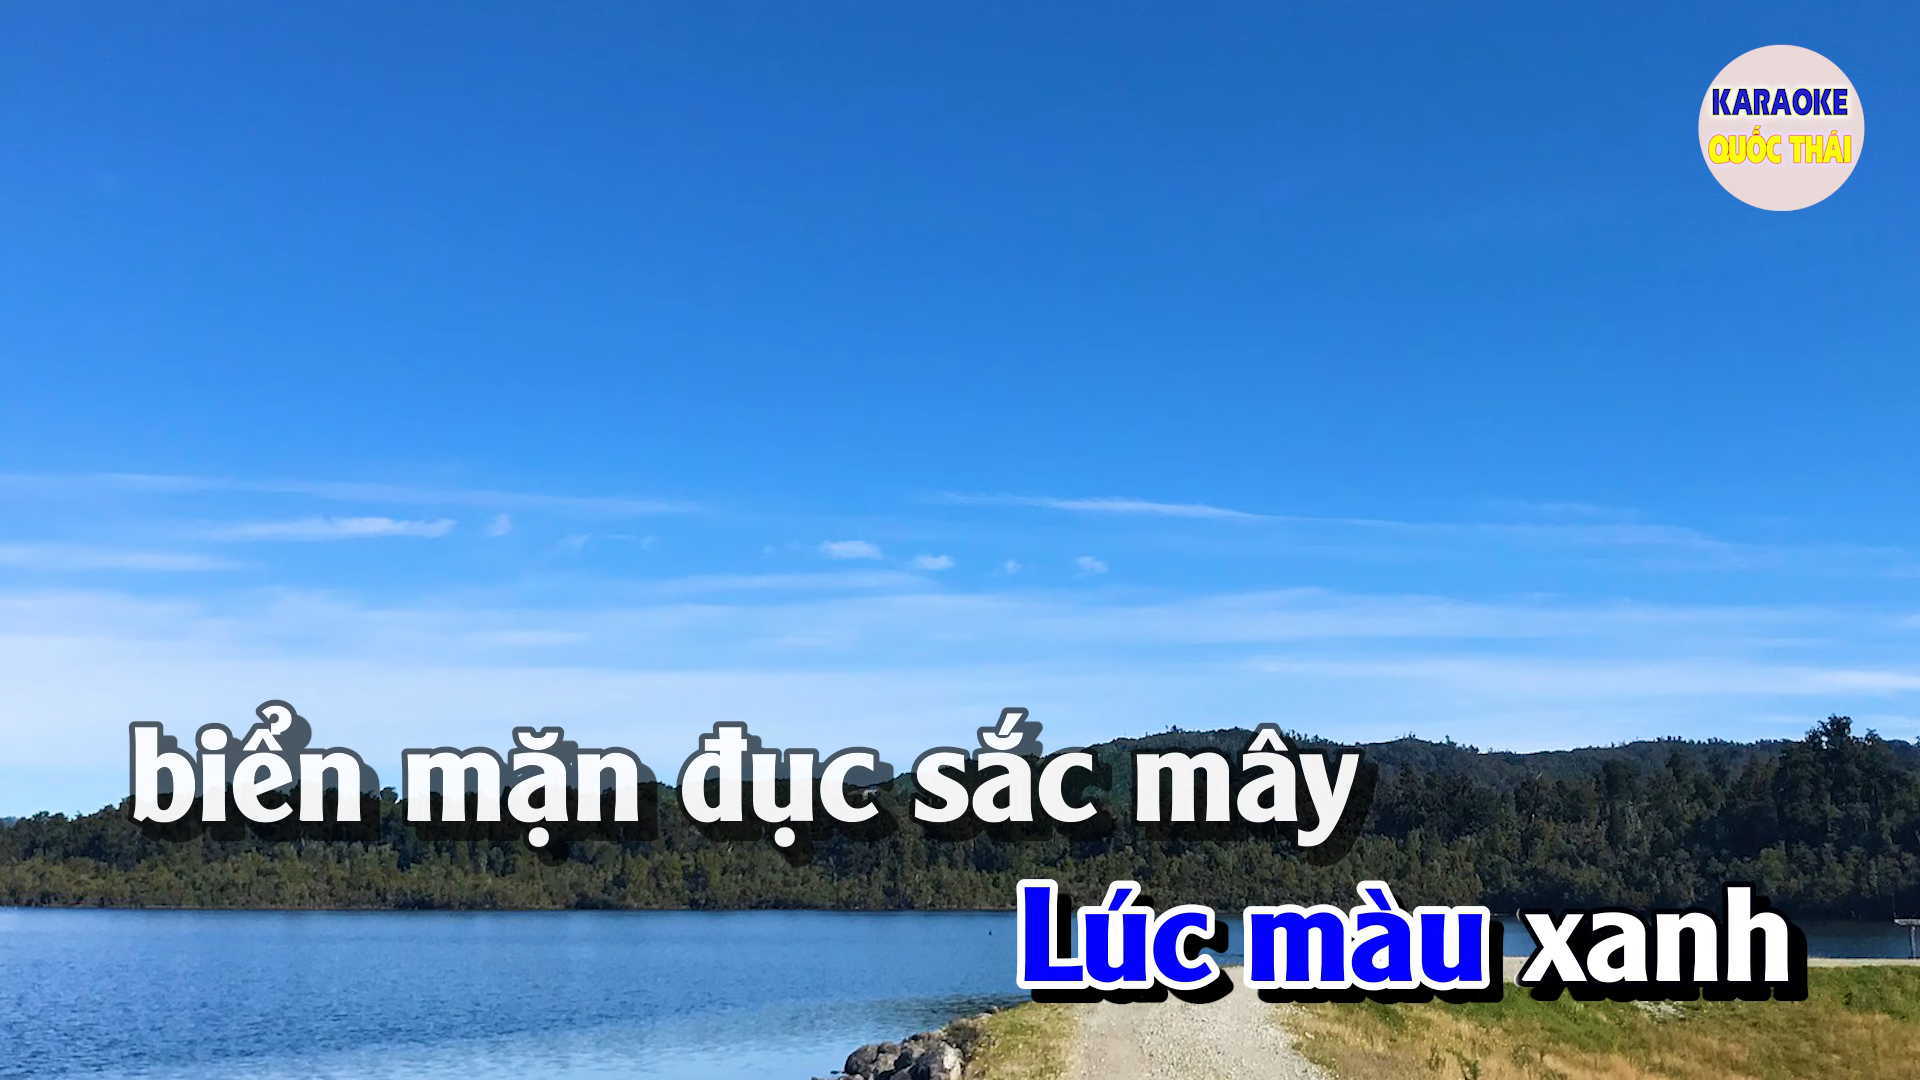 KARAOKE
QUỐC THÁI
biển mặn đục sắc mây
Lúc màu xanh